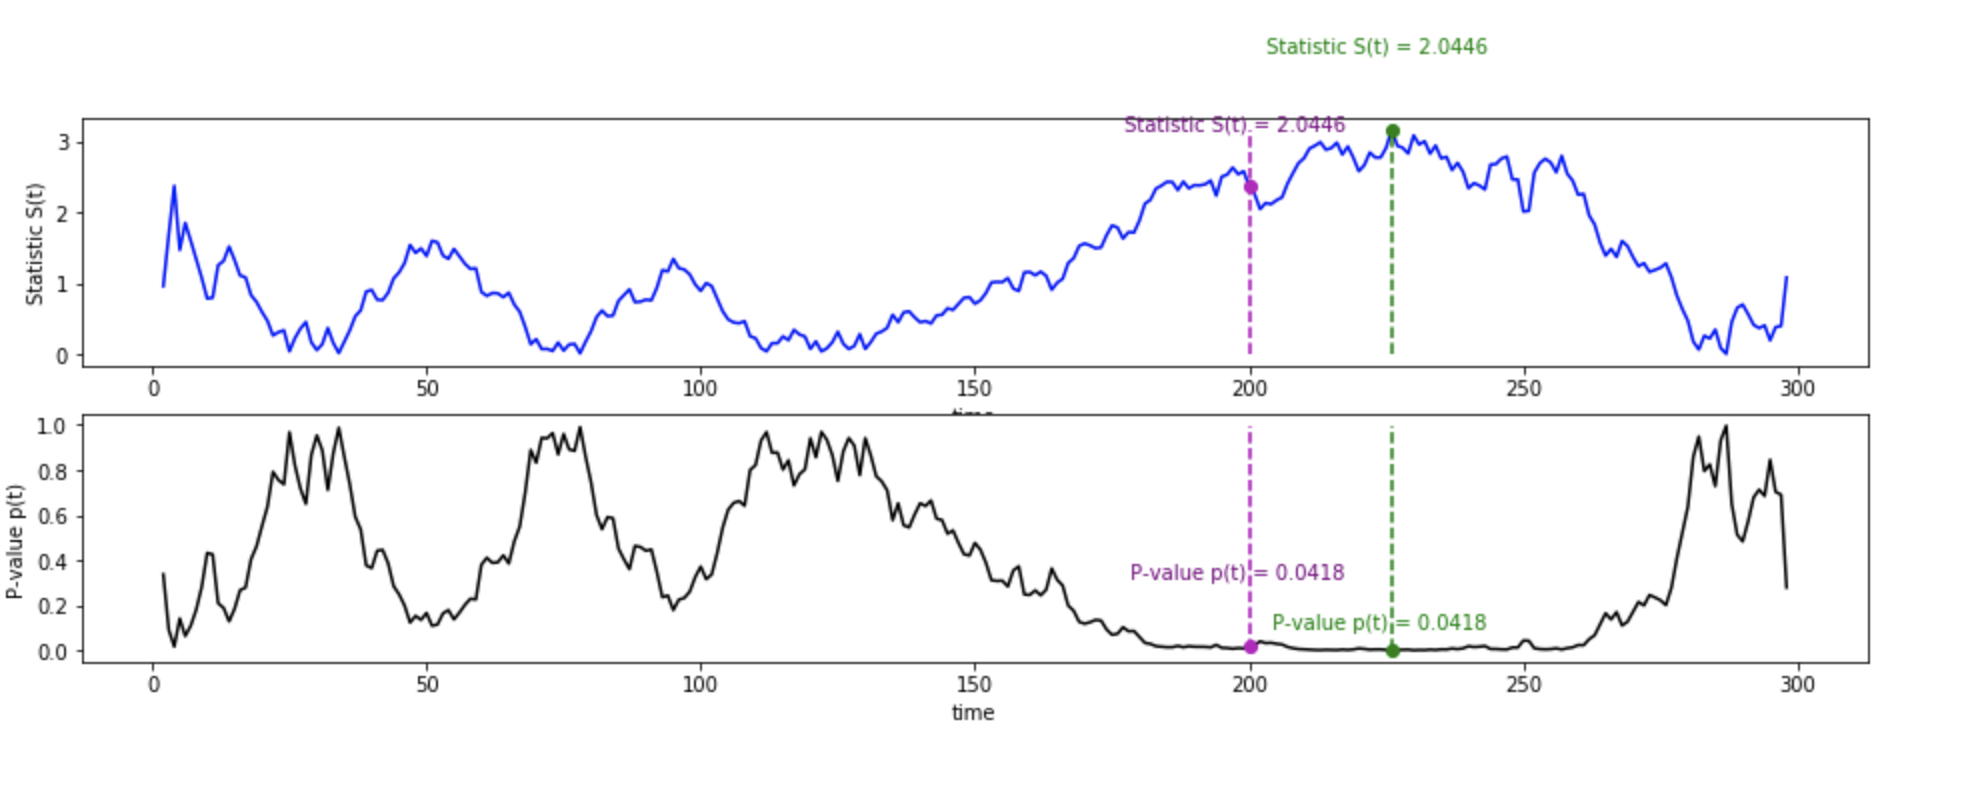 Statistic S(t) = 2.0446
Statistic S(t) = 2.0446
Statistic S(t)
3
2
1
0
0 50 100 150 200 250 300
time
P-value p(t)
1.0
0.8
0.6
0.4
0.2
0.0
P-value p(t) = 0.0418
P-value p(t) = 0.0418
0 50 100 150 200 250 300
time